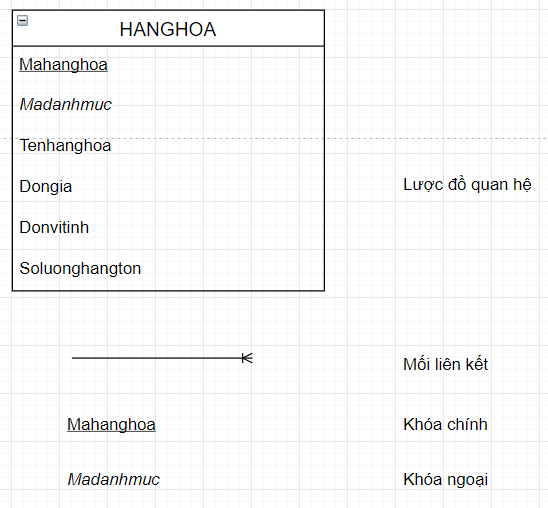 HANGHOA
Mahanghoa
Madanhmuc
Tenhanghoa
Dongia
Donvitinh
Soluonghangton
Lược đồ quan hệ
Mối liên kết
Mahanghoa Khóa chính
Madanhmuc Khóa ngoại